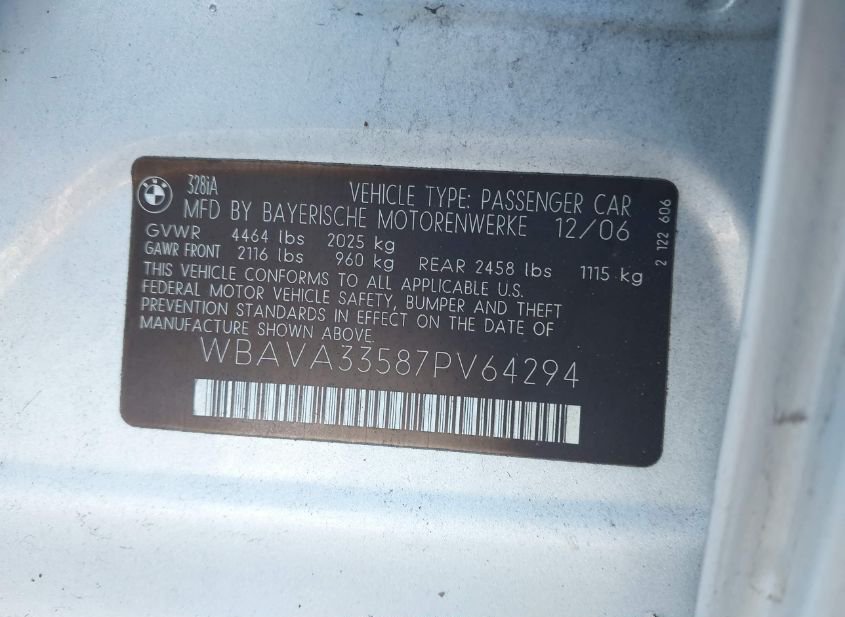 BMW
328iA
VEHICLE TYPE: PASSENGER CAR
MFD BY BAYERISCHE MOTORENWERKE 12/06
GVWR 4464 lbs 2025 kg
GAWR FRONT 2116 lbs 960 kg REAR 2458 lbs 1115 kg
THIS VEHICLE CONFORMS TO ALL APPLICABLE U.S.
FEDERAL MOTOR VEHICLE SAFETY, BUMPER AND THEFT
PREVENTION STANDARDS IN EFFECT ON THE DATE OF
MANUFACTURE SHOWN ABOVE.
WBAVA33587PV64294
2 122 606